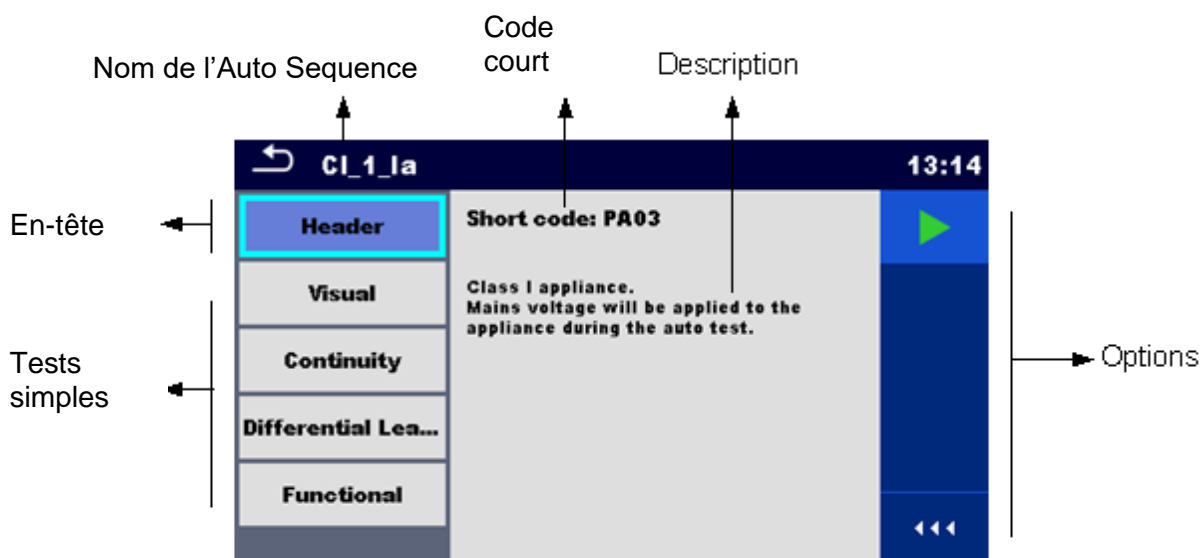 Code
court
Nom de l'Auto Sequence
Description
CI_1_Ia
13:14
En-tête
Header
Short code: PA03
Visual
Class I appliance.
Mains voltage will be applied to the
appliance during the auto test.
Continuity
Tests
simples
Options
Differential Lea...
Functional